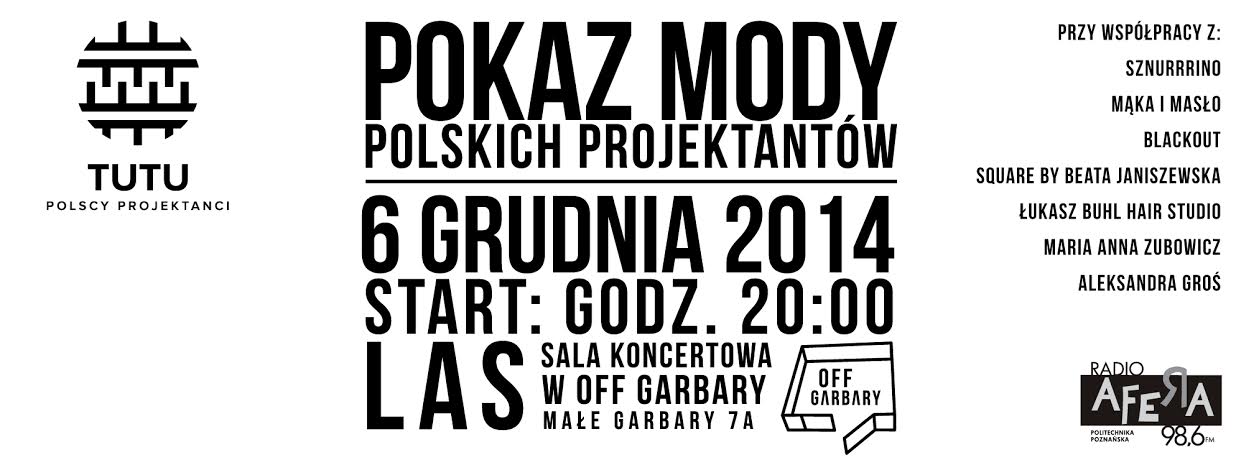 TUTU
POLSCY PROJEKTANCI
POKAZ MODY
POLSKICH PROJEKTANTÓW
6 GRUDNIA 2014
START: GODZ. 20:00
LAS
SALA KONCERTOWA
W OFF GARBARY
MAŁE GARBARY 7A
OFF
GARBARY
PRZY WSPÓŁPRACY Z:
SZNURRRINO
MĄKA I MASŁO
BLACKOUT
SQUARE BY BEATA JANISZEWSKA
ŁUKASZ BUHL HAIR STUDIO
MARIA ANNA ZUBOWICZ
ALEKSANDRA GROŚ
RADIO
AFERA
POLITECHNIKA
POZNAŃSKA
98,6 FM